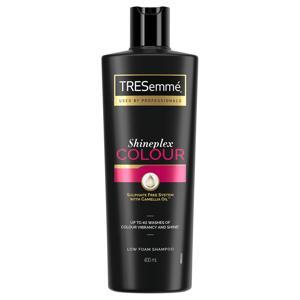 TRESemmé
USED BY PROFESSIONALS
Shineplex
COLOUR
SULPHATE FREE SYSTEM
WITH CAMELLIA OIL
UP TO 40 WASHES OF
COLOUR VIBRANCY AND SHINE
LOW FOAM SHAMPOO
400 mL